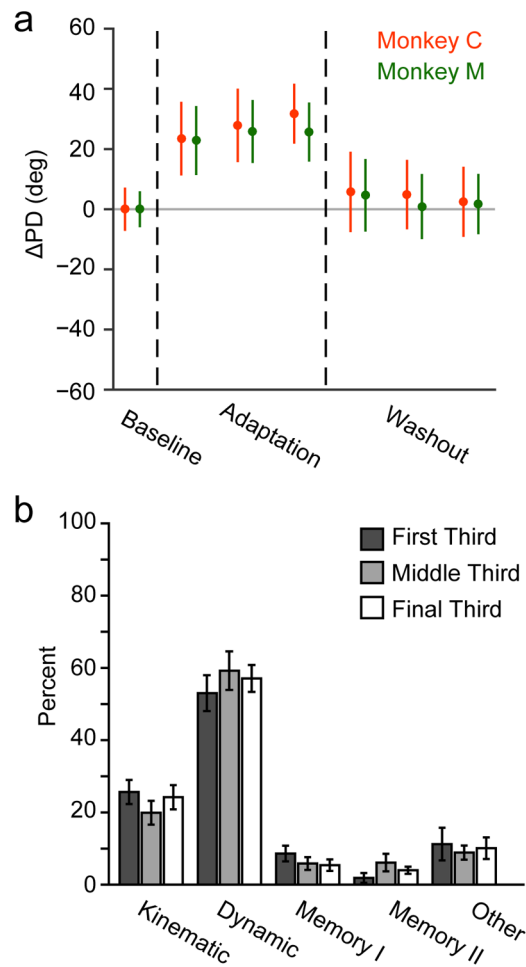 a
Monkey C
Monkey M
ΔPD (deg)
60
40
20
0
−20
−40
−60
Baseline
Adaptation
Washout
b
First Third
Middle Third
Final Third
Percent
100
80
60
40
20
0
Kinematic
Dynamic
Memory I
Memory II
Other